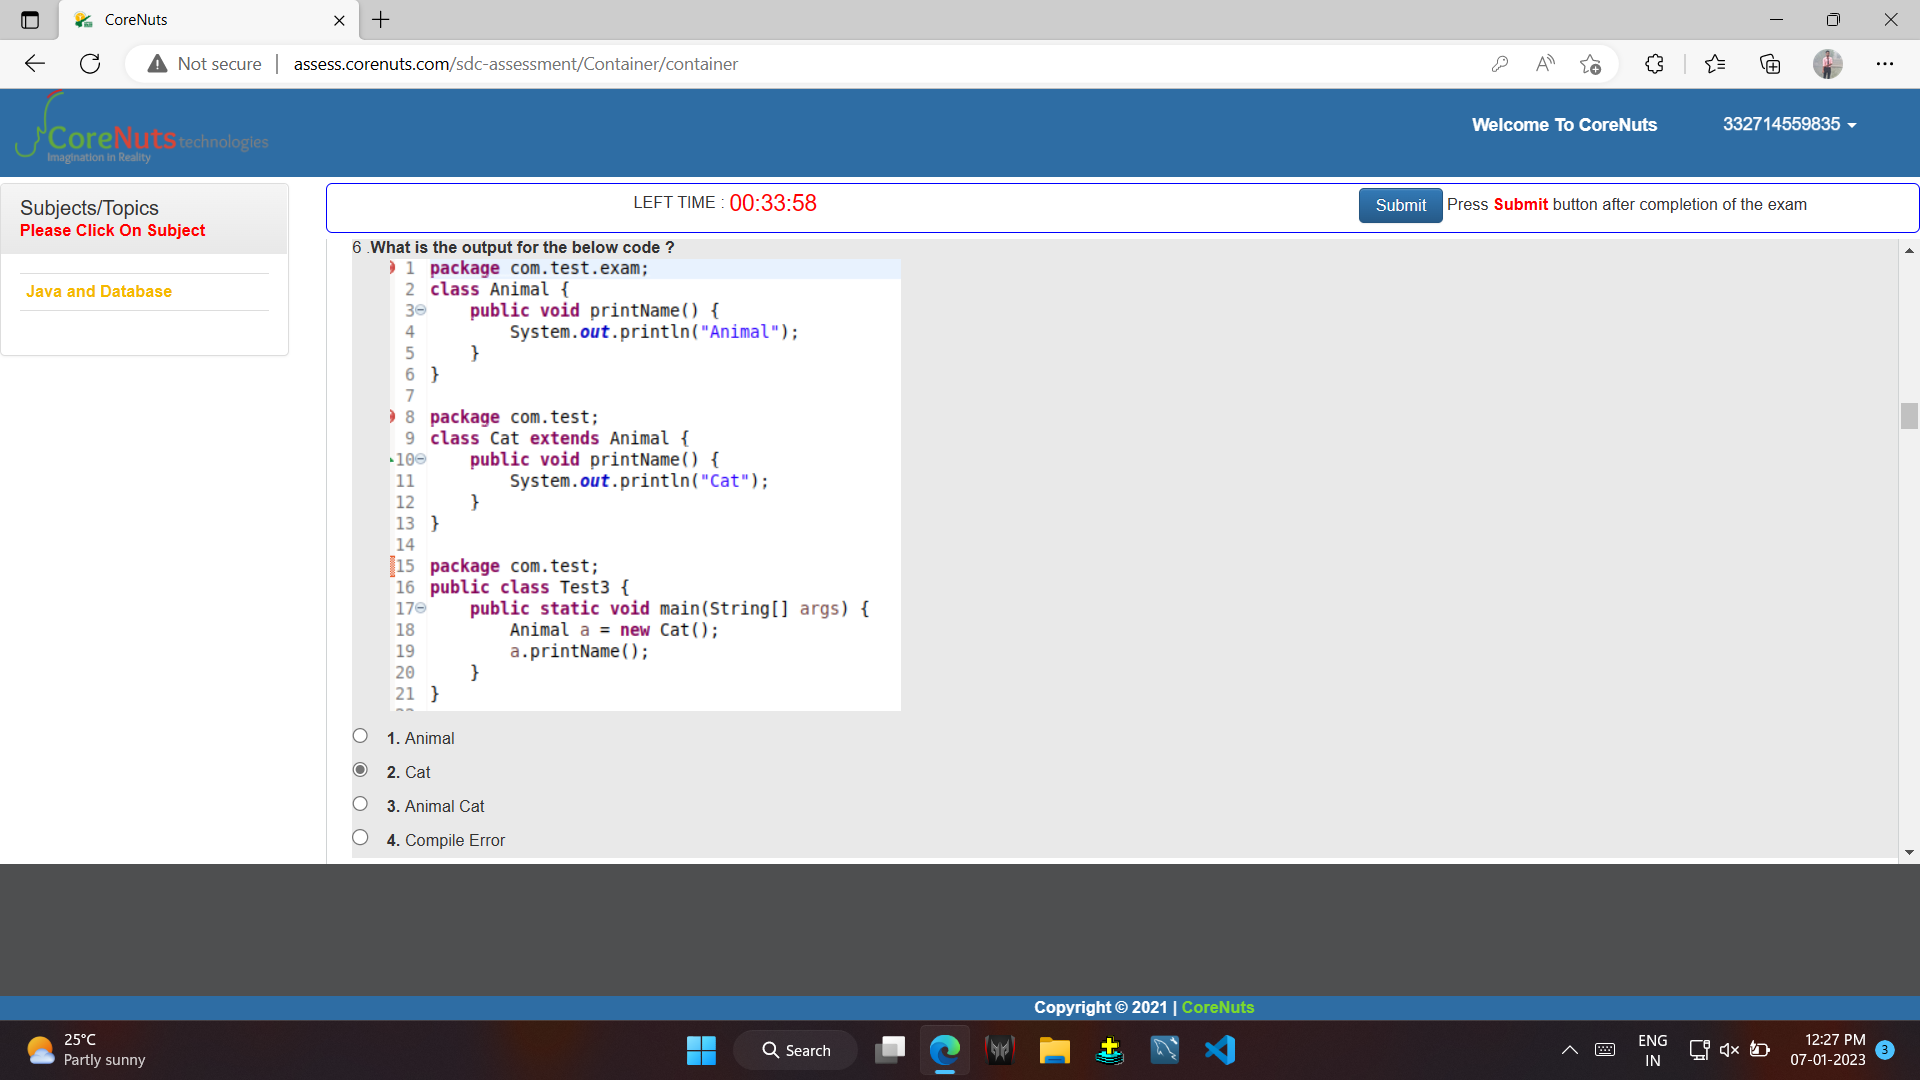 CoreNuts
Not secure
assess.corenuts.com/sdc-assessment/Container/container
CoreNuts technologies
Imagination in Reality
Welcome To CoreNuts
332714559835
Subjects/Topics
Please Click On Subject
Java and Database
LEFT TIME : 00:33:58
Submit Press Submit button after completion of the exam
6 .What is the output for the below code ?
1 package com.test.exam;
2 class Animal {
3 public void printName() {
4 System.out.println("Animal");
5 }
6 }
7
8 package com.test;
9 class Cat extends Animal {
10 public void printName() {
11 System.out.println("Cat");
12 }
13 }
14
15 package com.test;
16 public class Test3 {
17 public static void main(String[] args) {
18 Animal a = new Cat();
19 a.printName();
20 }
21 }
1. Animal
2. Cat
3. Animal Cat
4. Compile Error
Copyright © 2021 | CoreNuts
25°C
Partly sunny
Search
ENG
IN
12:27 PM
07-01-2023
3